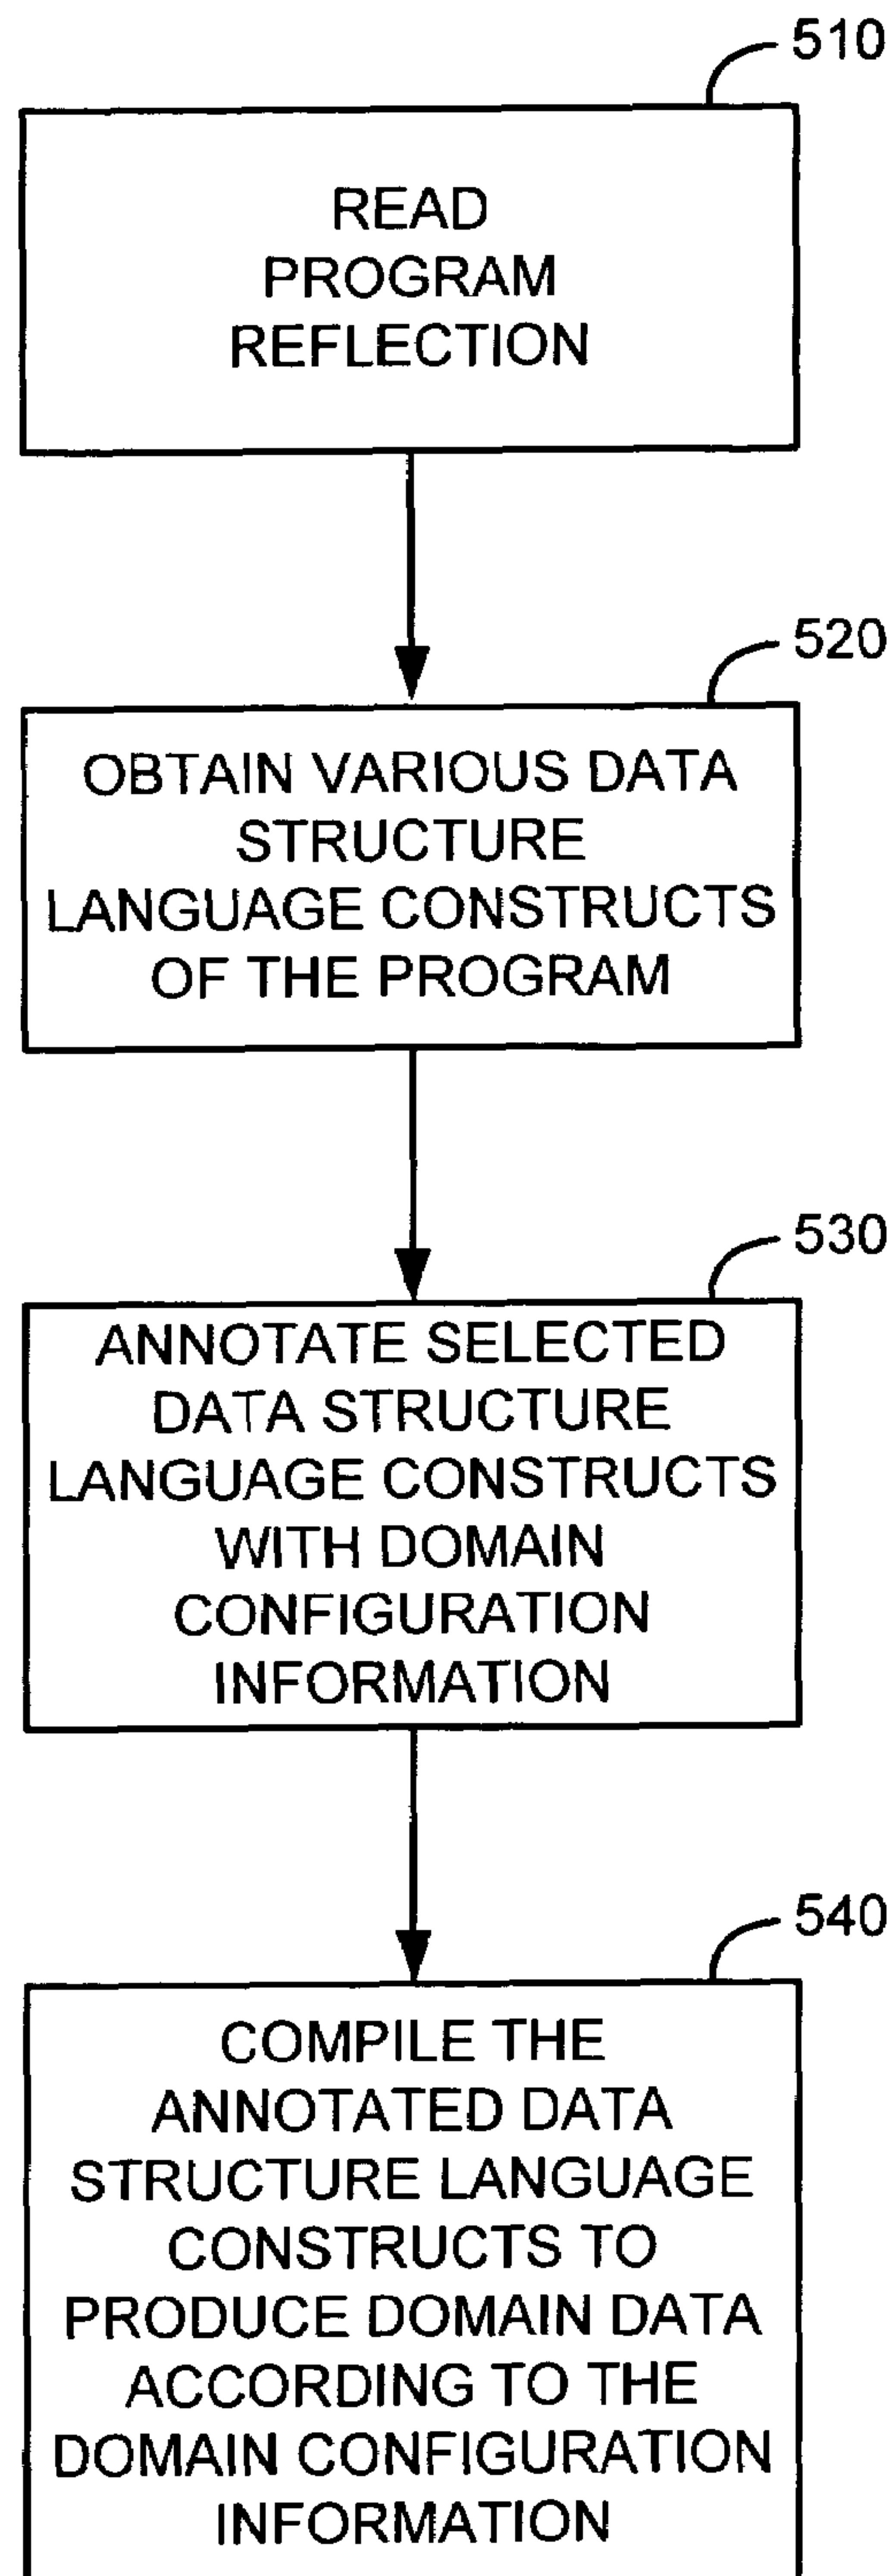 510
READ
PROGRAM
REFLECTION
520
OBTAIN VARIOUS DATA
STRUCTURE
LANGUAGE CONSTRUCTS
OF THE PROGRAM
530
ANNOTATE SELECTED
DATA STRUCTURE
LANGUAGE CONSTRUCTS
WITH DOMAIN
CONFIGURATION
INFORMATION
540
COMPILE THE
ANNOTATED DATA
STRUCTURE LANGUAGE
CONSTRUCTS TO
PRODUCE DOMAIN DATA
ACCORDING TO THE
DOMAIN CONFIGURATION
INFORMATION